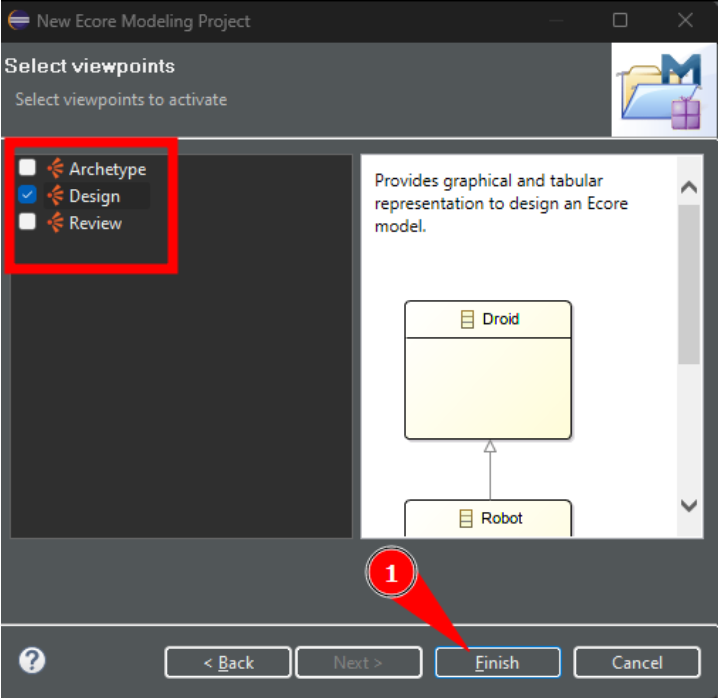 New Ecore Modeling Project
Select viewpoints
Select viewpoints to activate
Archetype
Design
Review
Provides graphical and tabular
representation to design an Ecore
model.
Droid
Robot
1
< Back
Next >
Finish
Cancel